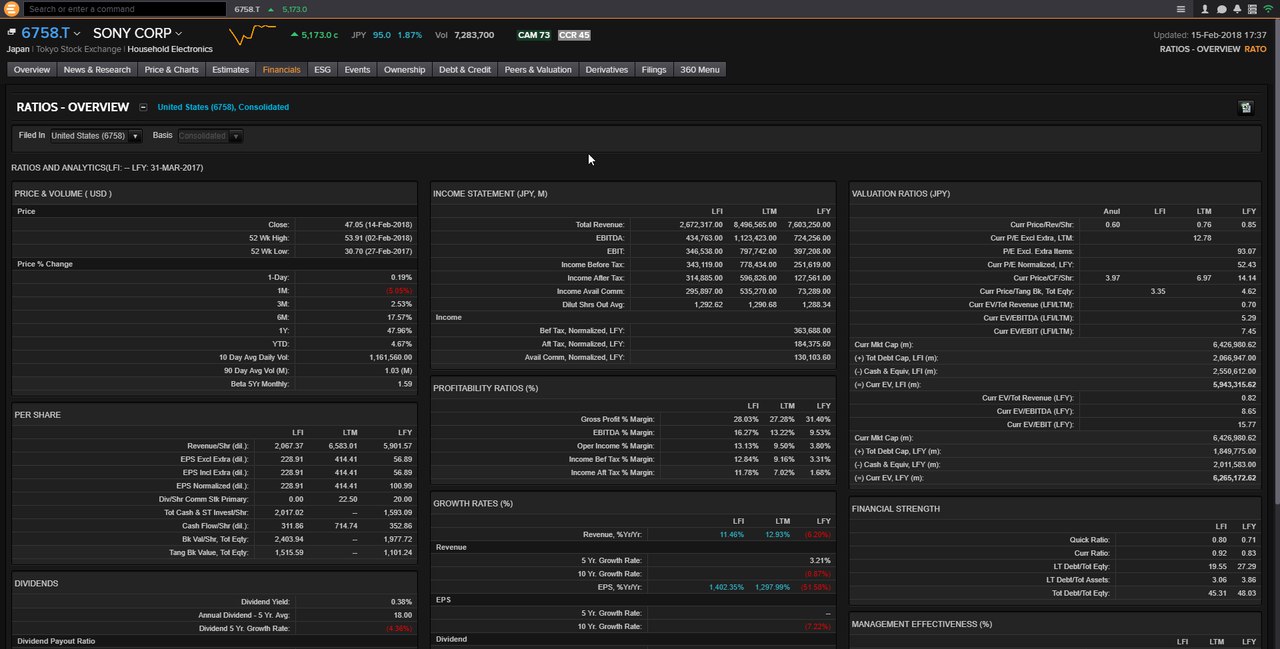 Search or enter a command
6758.T 5,173.0
6758.T SONY CORP 5,173.0 c JPY 95.0 1.87% Vol 7,283,700 CAM 73 CCR 45 Updated: 15-Feb-2018 17:37
Japan | Tokyo Stock Exchange | Household Electronics RATIOS - OVERVIEW RATO
Overview News & Research Price & Charts Estimates Financials ESG Events Ownership Debt & Credit Peers & Valuation Derivatives Filings 360 Menu
RATIOS - OVERVIEW United States (6758), Consolidated
Filed In United States (6758) Basis Consolidated
RATIOS AND ANALYTICS(LFI: -- LFY: 31-MAR-2017)
PRICE & VOLUME ( USD )
Price
Close: 47.05 (14-Feb-2018)
52 Wk High: 53.91 (02-Feb-2018)
52 Wk Low: 30.70 (27-Feb-2017)
Price % Change
1-Day: 0.19%
1M: (5.05%)
3M: 2.53%
6M: 17.57%
1Y: 47.96%
YTD: 4.67%
10 Day Avg Daily Vol: 1,161,560.00
90 Day Avg Vol (M): 1.03 (M)
Beta 5Yr Monthly: 1.59
PER SHARE
LFI LTM LFY
Revenue/Shr (dil.): 2,067.37 6,583.01 5,901.57
EPS Excl Extra (dil.): 228.91 414.41 56.89
EPS Incl Extra (dil.): 228.91 414.41 56.89
EPS Normalized (dil.): 228.91 414.41 100.99
Div/Shr Comm Stk Primary: 0.00 22.50 20.00
Tot Cash & ST Invest/Shr: 2,017.02 -- 1,593.09
Cash Flow/Shr (dil.): 311.86 714.74 352.86
Bk Val/Shr, Tot Eqty: 2,403.94 -- 1,977.72
Tang Bk Value, Tot Eqty: 1,515.59 -- 1,101.24
DIVIDENDS
Dividend Yield: 0.38%
Annual Dividend - 5 Yr. Avg: 18.00
Dividend 5 Yr. Growth Rate: (4.36%)
Dividend Payout Ratio
INCOME STATEMENT (JPY, M)
LFI LTM LFY
Total Revenue: 2,672,317.00 8,496,565.00 7,603,250.00
EBITDA: 434,763.00 1,123,423.00 724,256.00
EBIT: 346,538.00 797,742.00 397,208.00
Income Before Tax: 343,119.00 778,434.00 251,619.00
Income After Tax: 314,885.00 596,826.00 127,561.00
Income Avail Comm: 295,897.00 535,270.00 73,289.00
Dilut Shrs Out Avg: 1,292.62 1,290.68 1,288.34
Income
Bef Tax, Normalized, LFY: 363,688.00
Aft Tax, Normalized, LFY: 184,375.60
Avail Comm, Normalized, LFY: 130,103.60
PROFITABILITY RATIOS (%)
LFI LTM LFY
Gross Profit % Margin: 28.03% 27.28% 31.40%
EBITDA % Margin: 16.27% 13.22% 9.53%
Oper Income % Margin: 13.13% 9.50% 3.80%
Income Bef Tax % Margin: 12.84% 9.16% 3.31%
Income Aft Tax % Margin: 11.78% 7.02% 1.68%
GROWTH RATES (%)
LFI LTM LFY
Revenue, %Yr/Yr: 11.46% 12.93% (6.20%)
Revenue
5 Yr. Growth Rate: 3.21%
10 Yr. Growth Rate: (0.87%)
EPS, %Yr/Yr: 1,402.35% 1,297.99% (51.50%)
EPS
5 Yr. Growth Rate: --
10 Yr. Growth Rate: (7.22%)
Dividend
VALUATION RATIOS (JPY)
Anul LFI LTM LFY
Curr Price/Rev/Shr: 0.60 0.76 0.85
Curr P/E Excl Extra, LTM: 12.78
P/E Excl. Extra Items: 93.07
Curr P/E Normalized, LFY: 52.43
Curr Price/CF/Shr: 3.97 6.97 14.14
Curr Price/Tang Bk, Tot Eqty: 3.35 4.62
Curr EV/Tot Revenue (LFI/LTM): 0.70
Curr EV/EBITDA (LFI/LTM): 5.29
Curr EV/EBIT (LFI/LTM): 7.45
Curr Mkt Cap (m): 6,426,980.62
(+) Tot Debt Cap, LFI (m): 2,066,947.00
(-) Cash & Equiv, LFI (m): 2,550,612.00
(=) Curr EV, LFI (m): 5,943,315.62
Curr EV/Tot Revenue (LFY): 0.82
Curr EV/EBITDA (LFY): 8.65
Curr EV/EBIT (LFY): 15.77
Curr Mkt Cap (m): 6,426,980.62
(+) Tot Debt Cap, LFY (m): 1,849,775.00
(-) Cash & Equiv, LFY (m): 2,011,583.00
(=) Curr EV, LFY (m): 6,265,172.62
FINANCIAL STRENGTH
LFI LFY
Quick Ratio: 0.80 0.71
Curr Ratio: 0.92 0.83
LT Debt/Tot Eqty: 19.55 27.29
LT Debt/Tot Assets: 3.06 3.86
Tot Debt/Tot Eqty: 45.31 48.03
MANAGEMENT EFFECTIVENESS (%)
LFI LTM LFY